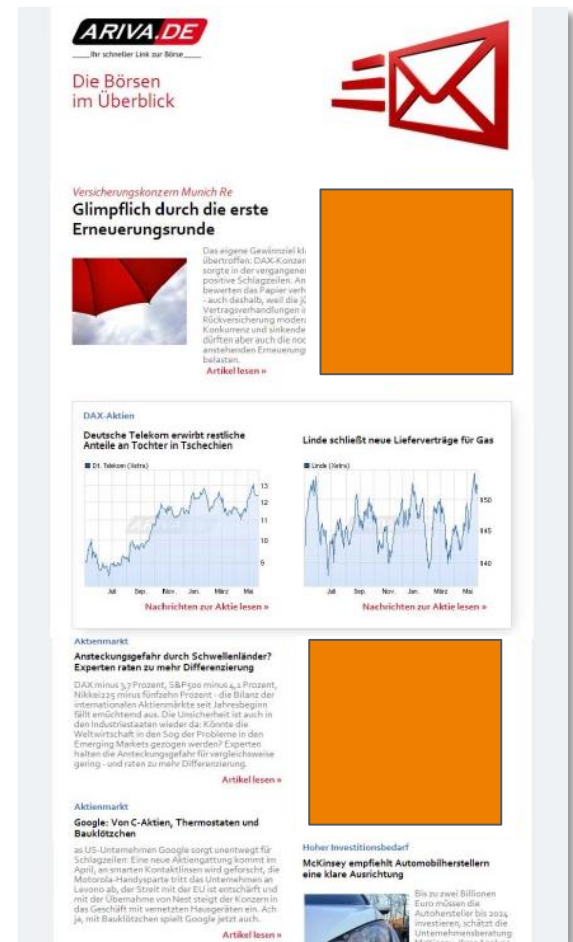 ARIVA.DE
Ihr schneller Link zur Börse
Die Börsen
im Überblick
Versicherungskonzern Munich Re
Glimpflich durch die erste
Erneuerungsrunde
Das eigene Gewinnziel
übertroffen: DAX-Konzer
sorgte in der vergangenen
positive Schlagzeilen. An
bewerten das Papier verh
- auch deshalb, weil die
Vertragsverhandlungen
Rückversicherung modera
Konkurrenz und sinkende
dürften aber auch die noc
anstehenden Erneuerung
belasten.
Artikel lesen »
DAX-Aktien
Deutsche Telekom erwirbt restliche
Anteile an Tochter in Tschechien
Dt. Telekom (Xetra)
13
12
11
10
9
Juli Sep. Nov. Jan. März Mai
Nachrichten zur Aktie lesen »
Linde schließt neue Lieferverträge für Gas
Linde (Xetra)
150
145
140
Juli Sep. Nov. Jan. März Mai
Nachrichten zur Aktie lesen »
Aktienmarkt
Ansteckungsgefahr durch Schwellenländer?
Experten raten zu mehr Differenzierung
DAX minus 3,7 Prozent, S&P500 minus 4,1 Prozent,
Nikkei225 minus fünfzehn Prozent - die Bilanz der
internationalen Aktienmärkte seit Jahresbeginn
fällt ernüchternd aus. Die Unsicherheit ist auch in
den Industriestaaten wieder da: Könnte die
Weltwirtschaft in den Sog der Probleme in den
Emerging Markets gezogen werden? Experten
halten die Ansteckungsgefahr für vergleichsweise
gering - und raten zu mehr Differenzierung.
Artikel lesen »
Aktienmarkt
Google: Von C-Aktien, Thermostaten und
Bauklötzchen
as US-Unternehmen Google sorgt unentwegt für
Schlagzeilen: Eine neue Aktiengattung kommt im
April, an smarten Kontaktlinsen wird geforscht, die
Motorola-Handysparte tritt das Unternehmen an
Levono ab, der Streit mit der EU ist entschärft und
mit der Übernahme von Nest steigt der Konzern in
das Geschäft mit vernetzten Hausgeräten ein. Ach
ja, mit Bauklötzchen spielt Google jetzt auch.
Artikel lesen »
Hoher Investitionsbedarf
McKinsey empfiehlt Automobilherstellern
eine klare Ausrichtung
Bis zu zwei Billionen
Euro müssen die
Autohersteller bis 2024
investieren, schätzt die
Unternehmensberatung